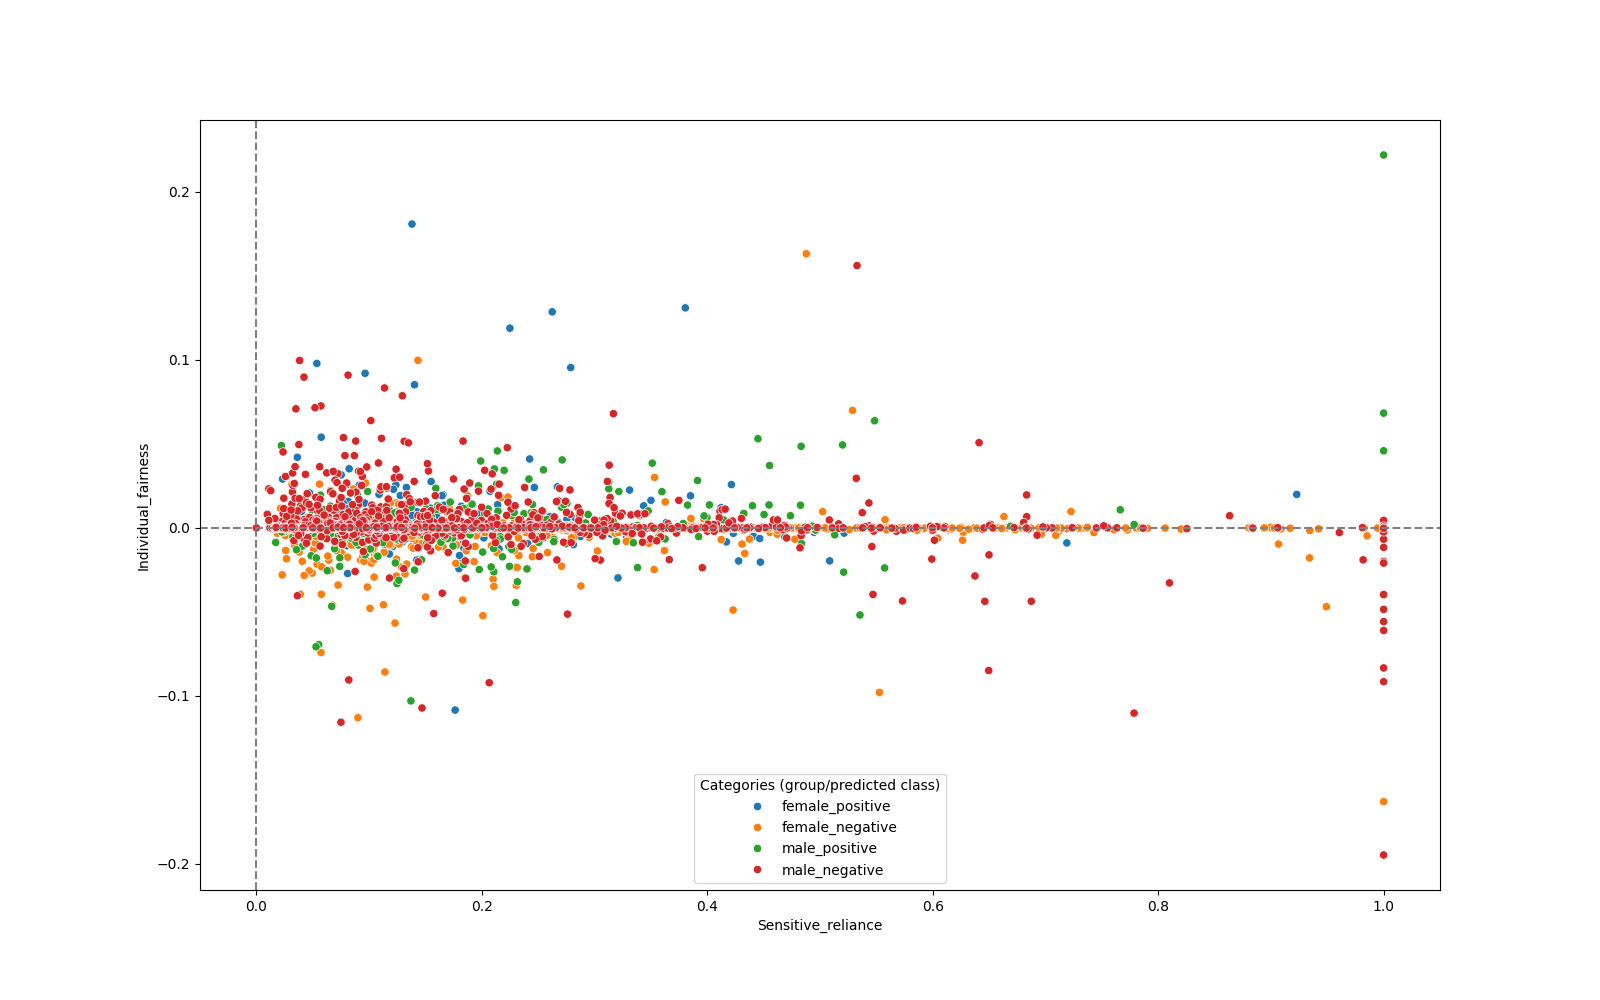 0.2
0.1
0.0
−0.1
−0.2
Individual_fairness
0.0
0.2
0.4
0.6
0.8
1.0
Sensitive_reliance
Categories (group/predicted class)
female_positive
female_negative
male_positive
male_negative